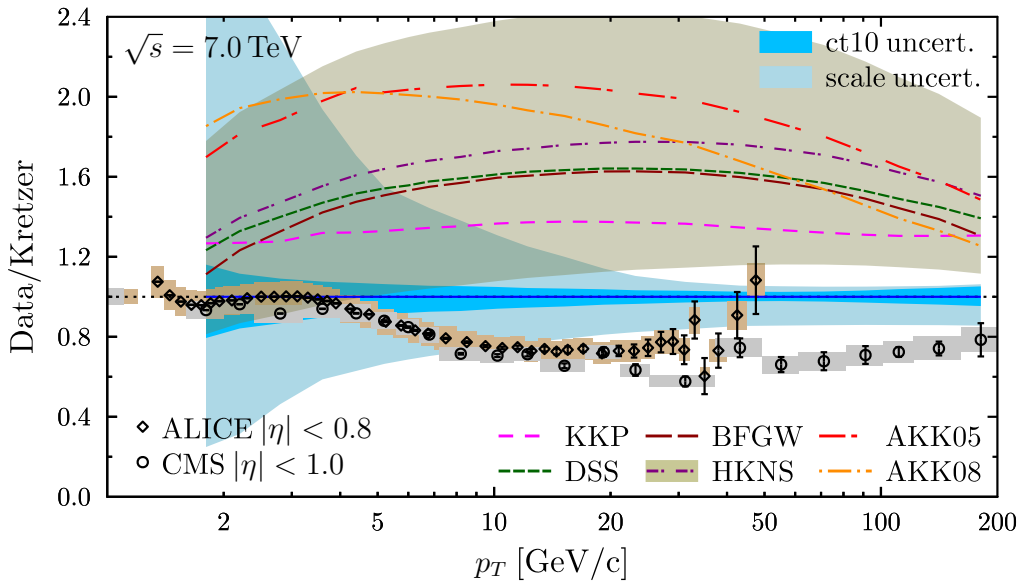 √s = 7.0 TeV
ct10 uncert.
scale uncert.
Data/Kretzer
2.4
2.0
1.6
1.2
0.8
0.4
0.0
ALICE |η| < 0.8
CMS |η| < 1.0
KKP
BFGW
AKK05
DSS
HKNS
AKK08
2
5
10
20
50
100
200
p_T [GeV/c]